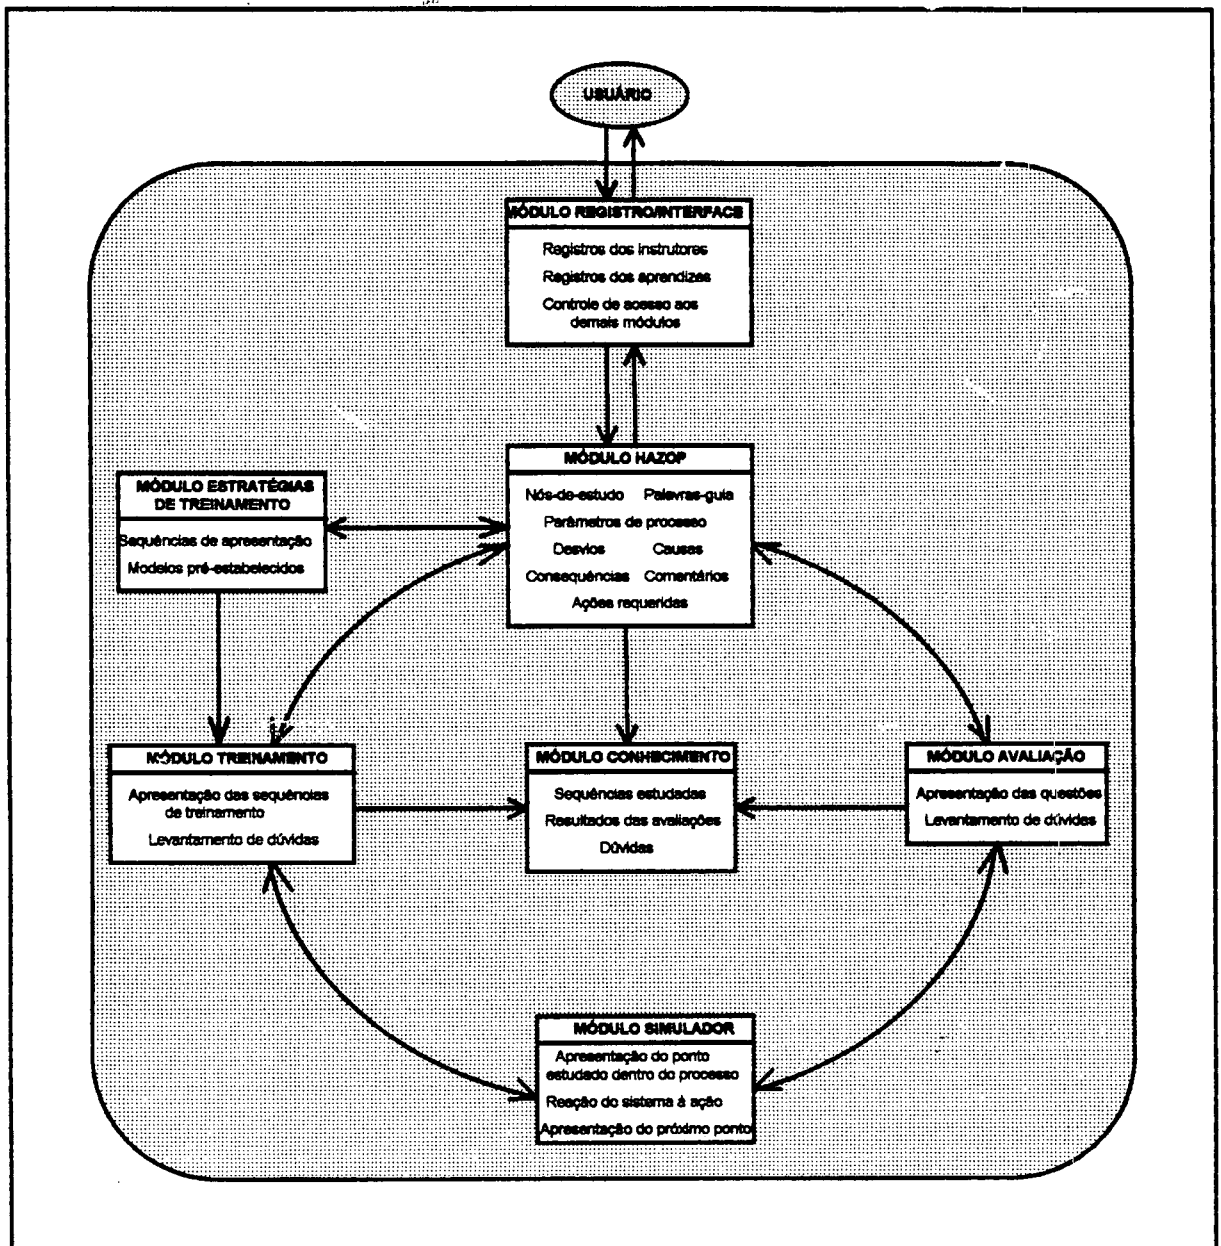 USUÁRIO
MÓDULO REGISTRO/INTERFACE
Registros dos instrutores
Registros dos aprendizes
Controle de acesso aos
demais módulos
MÓDULO HAZOP
Nós-de-estudo Palavras-guia
Parâmetros de processo
Desvios Causas
Consequências Comentários
Ações requeridas
MÓDULO ESTRATÉGIAS
DE TREINAMENTO
Sequências de apresentação
Modelos pré-estabelecidos
MÓDULO TREINAMENTO
Apresentação das sequências
de treinamento
Levantamento de dúvidas
MÓDULO CONHECIMENTO
Sequências estudadas
Resultados das avaliações
Dúvidas
MÓDULO AVALIAÇÃO
Apresentação das questões
Levantamento de dúvidas
MÓDULO SIMULADOR
Apresentação do ponto
estudado dentro do processo
Reação do sistema à ação
Apresentação do próximo ponto